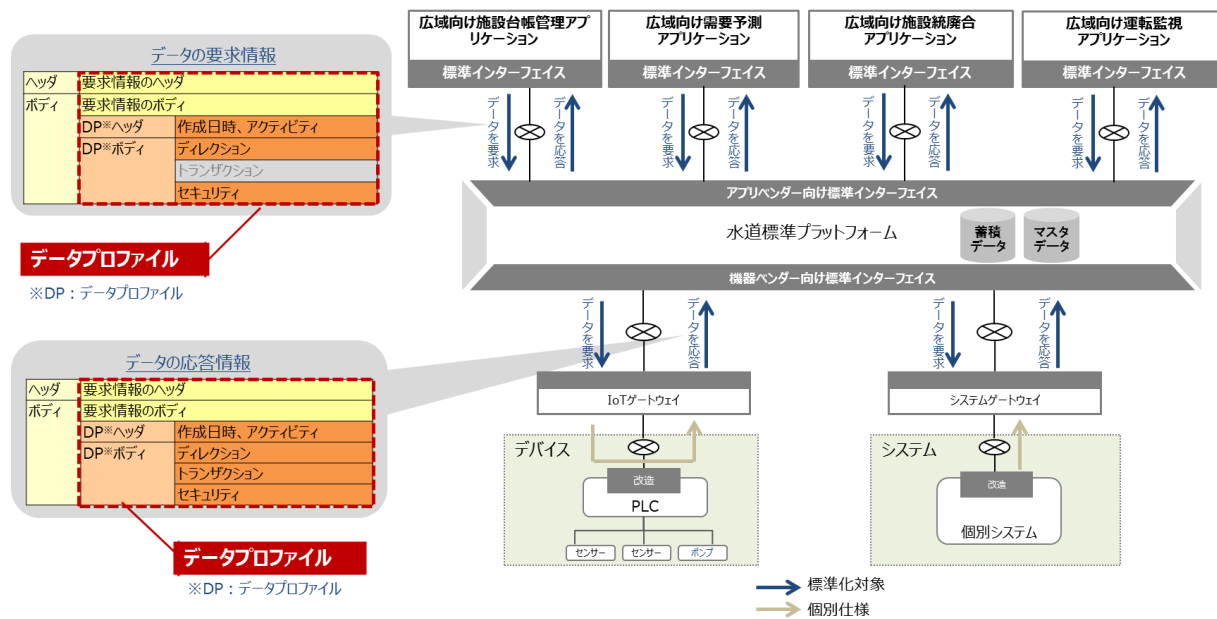 データの要求情報
ヘッダ
要求情報のヘッダ
ボディ
要求情報のボディ
DP※ヘッダ
作成日時、アクティビティ
DP※ボディ
ディレクション
トランザクション
セキュリティ
データプロファイル
※DP：データプロファイル
データの応答情報
ヘッダ
要求情報のヘッダ
ボディ
要求情報のボディ
DP※ヘッダ
作成日時、アクティビティ
DP※ボディ
ディレクション
トランザクション
セキュリティ
データプロファイル
※DP：データプロファイル
広域向け施設台帳管理アプ
リケーション
標準インターフェイス
広域向け需要予測
アプリケーション
標準インターフェイス
広域向け施設統廃合
アプリケーション
標準インターフェイス
広域向け運転監視
アプリケーション
標準インターフェイス
データを要求
データを応答
データを要求
データを応答
データを要求
データを応答
データを要求
データを応答
アプリベンダー向け標準インターフェイス
水道標準プラットフォーム
蓄積
データ
マスタ
データ
機器ベンダー向け標準インターフェイス
データを要求
データを応答
データを要求
データを応答
IoTゲートウェイ
システムゲートウェイ
デバイス
改造
PLC
センサー
センサー
ポンプ
システム
改造
個別システム
標準化対象
個別仕様